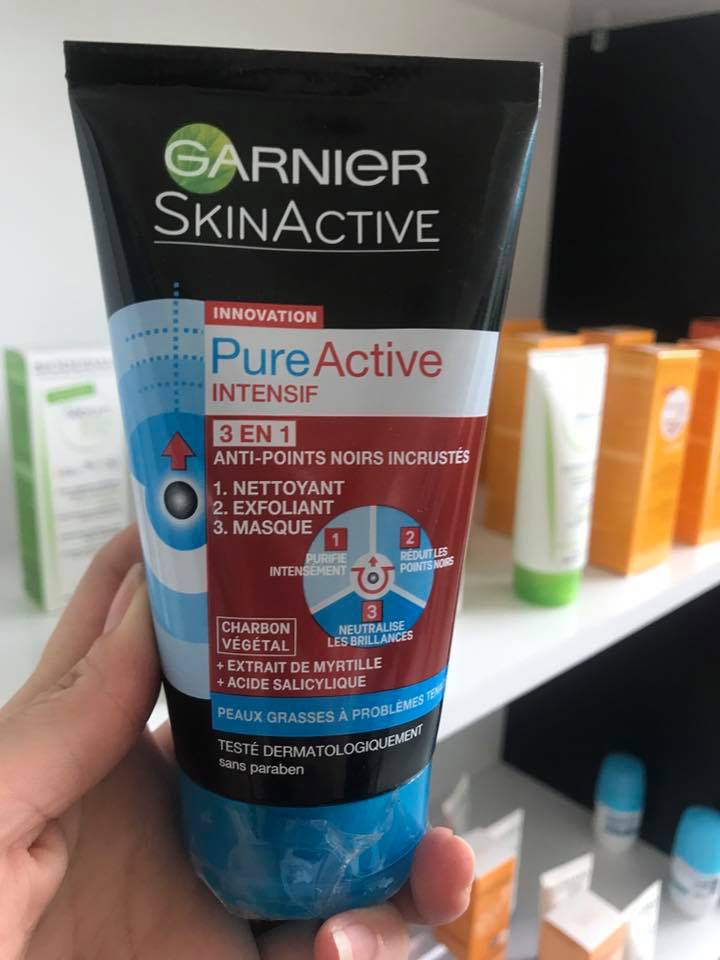 GARNIER
SKINACTIVE
INNOVATION
PureActive
INTENSIF
3 EN 1
ANTI-POINTS NOIRS INCRUSTÉS
1. NETTOYANT
2. EXFOLIANT
3. MASQUE
1
PURIFIE
INTENSÉMENT
2
RÉDUIT LES
POINTS NOIRS
3
NEUTRALISE
LES BRILLANCES
CHARBON
VÉGÉTAL
+ EXTRAIT DE MYRTILLE
+ ACIDE SALICYLIQUE
PEAUX GRASSES À PROBLÈMES
TESTÉ DERMATOLOGIQUEMENT
sans paraben